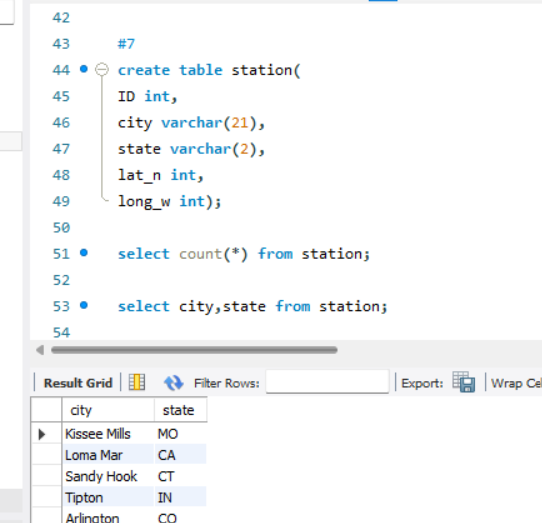 42
43 #7
44 create table station(
45 ID int,
46 city varchar(21),
47 state varchar(2),
48 lat_n int,
49 long_w int);
50
51 select count(*) from station;
52
53 select city,state from station;
54
Result Grid Filter Rows: Export: Wrap Cel
city state
Kissee Mills MO
Loma Mar CA
Sandy Hook CT
Tipton IN
Arlington CO